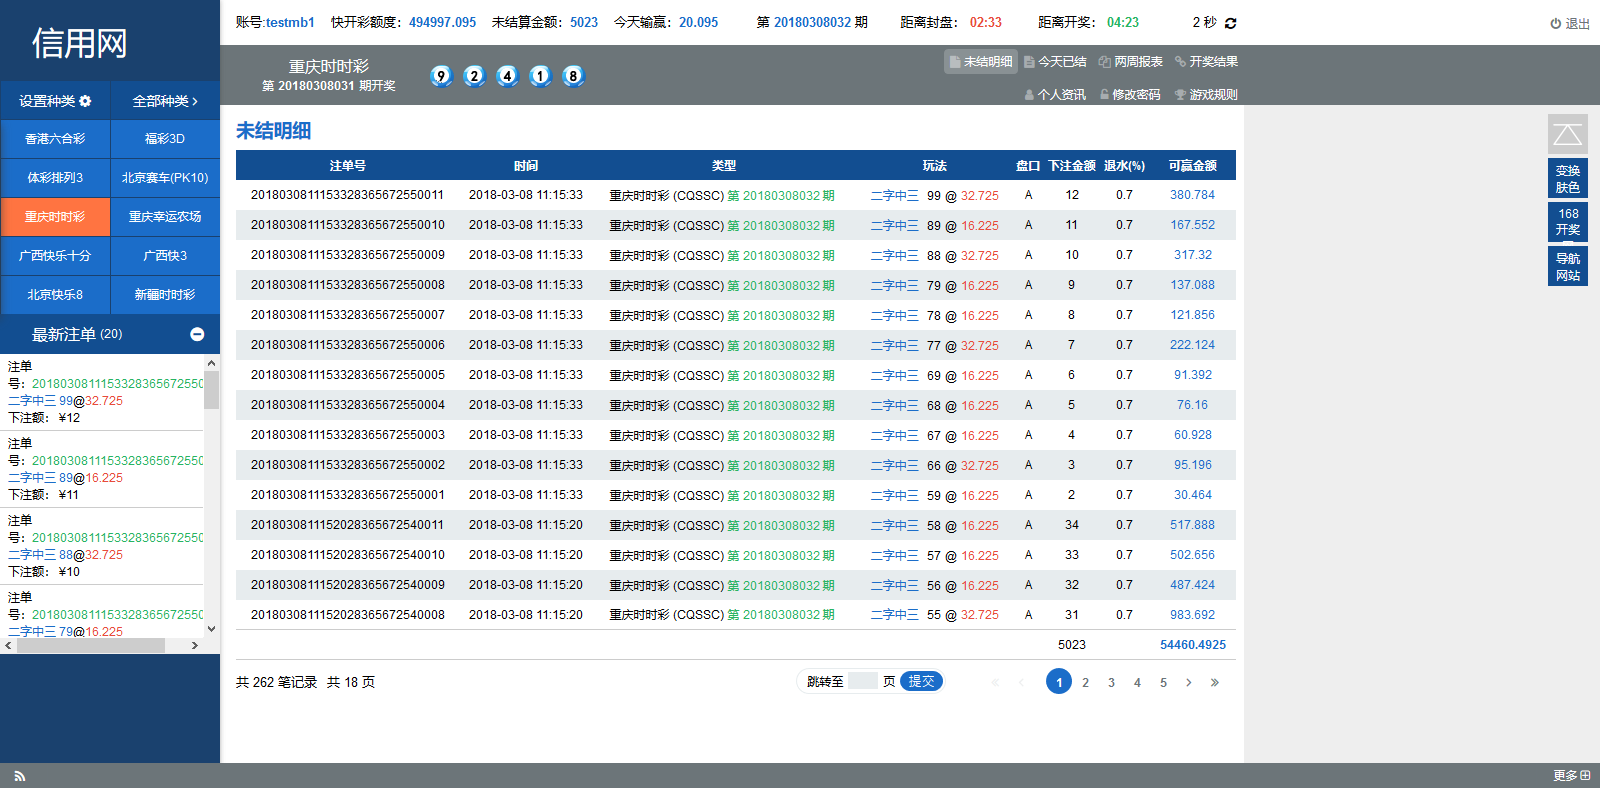 信用网
账号:testmb1 快开彩额度：494997.095 未结算金额：5023 今天输赢：20.095 第 20180308032 期 距离封盘： 02:33 距离开奖： 04:23 2 秒 退出
重庆时时彩
第 20180308031 期开奖
9 2 4 1 8
未结明细 今天已结 两周报表 开奖结果
个人资讯 修改密码 游戏规则
设置种类 全部种类
香港六合彩 福彩3D
体彩排列3 北京赛车(PK10)
重庆时时彩 重庆幸运农场
广西快乐十分 广西快3
北京快乐8 新疆时时彩
最新注单 (20)
注单
号：2018030811153328365672550
二字中三 99@32.725
下注额： ¥12
注单
号：2018030811153328365672550
二字中三 89@16.225
下注额： ¥11
注单
号：2018030811153328365672550
二字中三 88@32.725
下注额： ¥10
注单
号：2018030811153328365672550
二字中三 79@16.225
未结明细
注单号 时间 类型 玩法 盘口 下注金额 退水(%) 可赢金额
20180308111533283656725500​11 2018-03-08 11:15:33 重庆时时彩 (CQSSC) 第 20180308032 期 二字中三 99 @ 32.725 A 12 0.7 380.784
2018030811153328365672550010 2018-03-08 11:15:33 重庆时时彩 (CQSSC) 第 20180308032 期 二字中三 89 @ 16.225 A 11 0.7 167.552
2018030811153328365672550009 2018-03-08 11:15:33 重庆时时彩 (CQSSC) 第 20180308032 期 二字中三 88 @ 32.725 A 10 0.7 317.32
2018030811153328365672550008 2018-03-08 11:15:33 重庆时时彩 (CQSSC) 第 20180308032 期 二字中三 79 @ 16.225 A 9 0.7 137.088
2018030811153328365672550007 2018-03-08 11:15:33 重庆时时彩 (CQSSC) 第 20180308032 期 二字中三 78 @ 16.225 A 8 0.7 121.856
2018030811153328365672550006 2018-03-08 11:15:33 重庆时时彩 (CQSSC) 第 20180308032 期 二字中三 77 @ 32.725 A 7 0.7 222.124
2018030811153328365672550005 2018-03-08 11:15:33 重庆时时彩 (CQSSC) 第 20180308032 期 二字中三 69 @ 16.225 A 6 0.7 91.392
2018030811153328365672550004 2018-03-08 11:15:33 重庆时时彩 (CQSSC) 第 20180308032 期 二字中三 68 @ 16.225 A 5 0.7 76.16
2018030811153328365672550003 2018-03-08 11:15:33 重庆时时彩 (CQSSC) 第 20180308032 期 二字中三 67 @ 16.225 A 4 0.7 60.928
2018030811153328365672550002 2018-03-08 11:15:33 重庆时时彩 (CQSSC) 第 20180308032 期 二字中三 66 @ 32.725 A 3 0.7 95.196
2018030811153328365672550001 2018-03-08 11:15:33 重庆时时彩 (CQSSC) 第 20180308032 期 二字中三 59 @ 16.225 A 2 0.7 30.464
2018030811152028365672540011 2018-03-08 11:15:20 重庆时时彩 (CQSSC) 第 20180308032 期 二字中三 58 @ 16.225 A 34 0.7 517.888
2018030811152028365672540010 2018-03-08 11:15:20 重庆时时彩 (CQSSC) 第 20180308032 期 二字中三 57 @ 16.225 A 33 0.7 502.656
2018030811152028365672540009 2018-03-08 11:15:20 重庆时时彩 (CQSSC) 第 20180308032 期 二字中三 56 @ 16.225 A 32 0.7 487.424
2018030811152028365672540008 2018-03-08 11:15:20 重庆时时彩 (CQSSC) 第 20180308032 期 二字中三 55 @ 32.725 A 31 0.7 983.692
5023 54460.4925
共 262 笔记录 共 18 页 跳转至 页 提交 « ‹ 1 2 3 4 5 › »
变换
肤色
168
开奖
导航
网站
更多